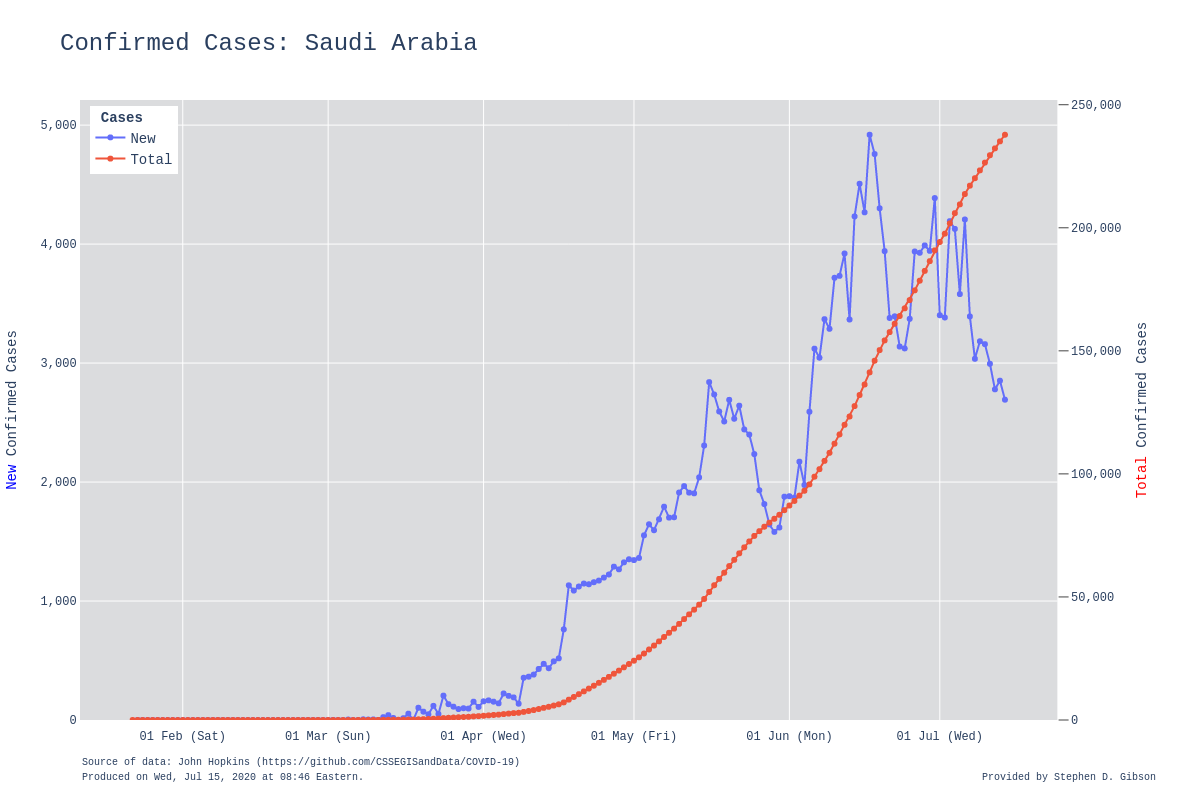 Confirmed Cases: Saudi Arabia
Cases
New
Total
5,000
4,000
3,000
2,000
1,000
0
250,000
200,000
150,000
100,000
50,000
0
New Confirmed Cases
Total Confirmed Cases
01 Feb (Sat) 01 Mar (Sun) 01 Apr (Wed) 01 May (Fri) 01 Jun (Mon) 01 Jul (Wed)
Source of data: John Hopkins (https://github.com/CSSEGISandData/COVID-19)
Produced on Wed, Jul 15, 2020 at 08:46 Eastern.
Provided by Stephen D. Gibson